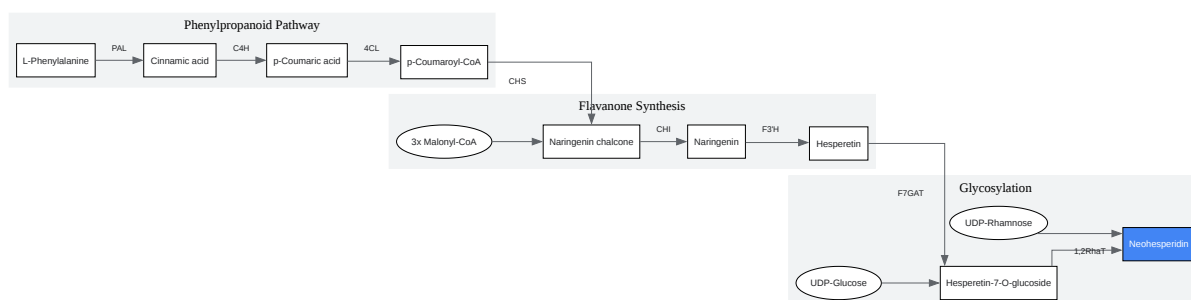 Phenylpropanoid Pathway
L-Phenylalanine
PAL
Cinnamic acid
C4H
p-Coumaric acid
4CL
p-Coumaroyl-CoA
CHS
Flavanone Synthesis
3x Malonyl-CoA
Naringenin chalcone
CHI
Naringenin
F3'H
Hesperetin
F7GAT
Glycosylation
UDP-Rhamnose
Neohesperidin
1,2RhaT
UDP-Glucose
Hesperetin-7-O-glucoside